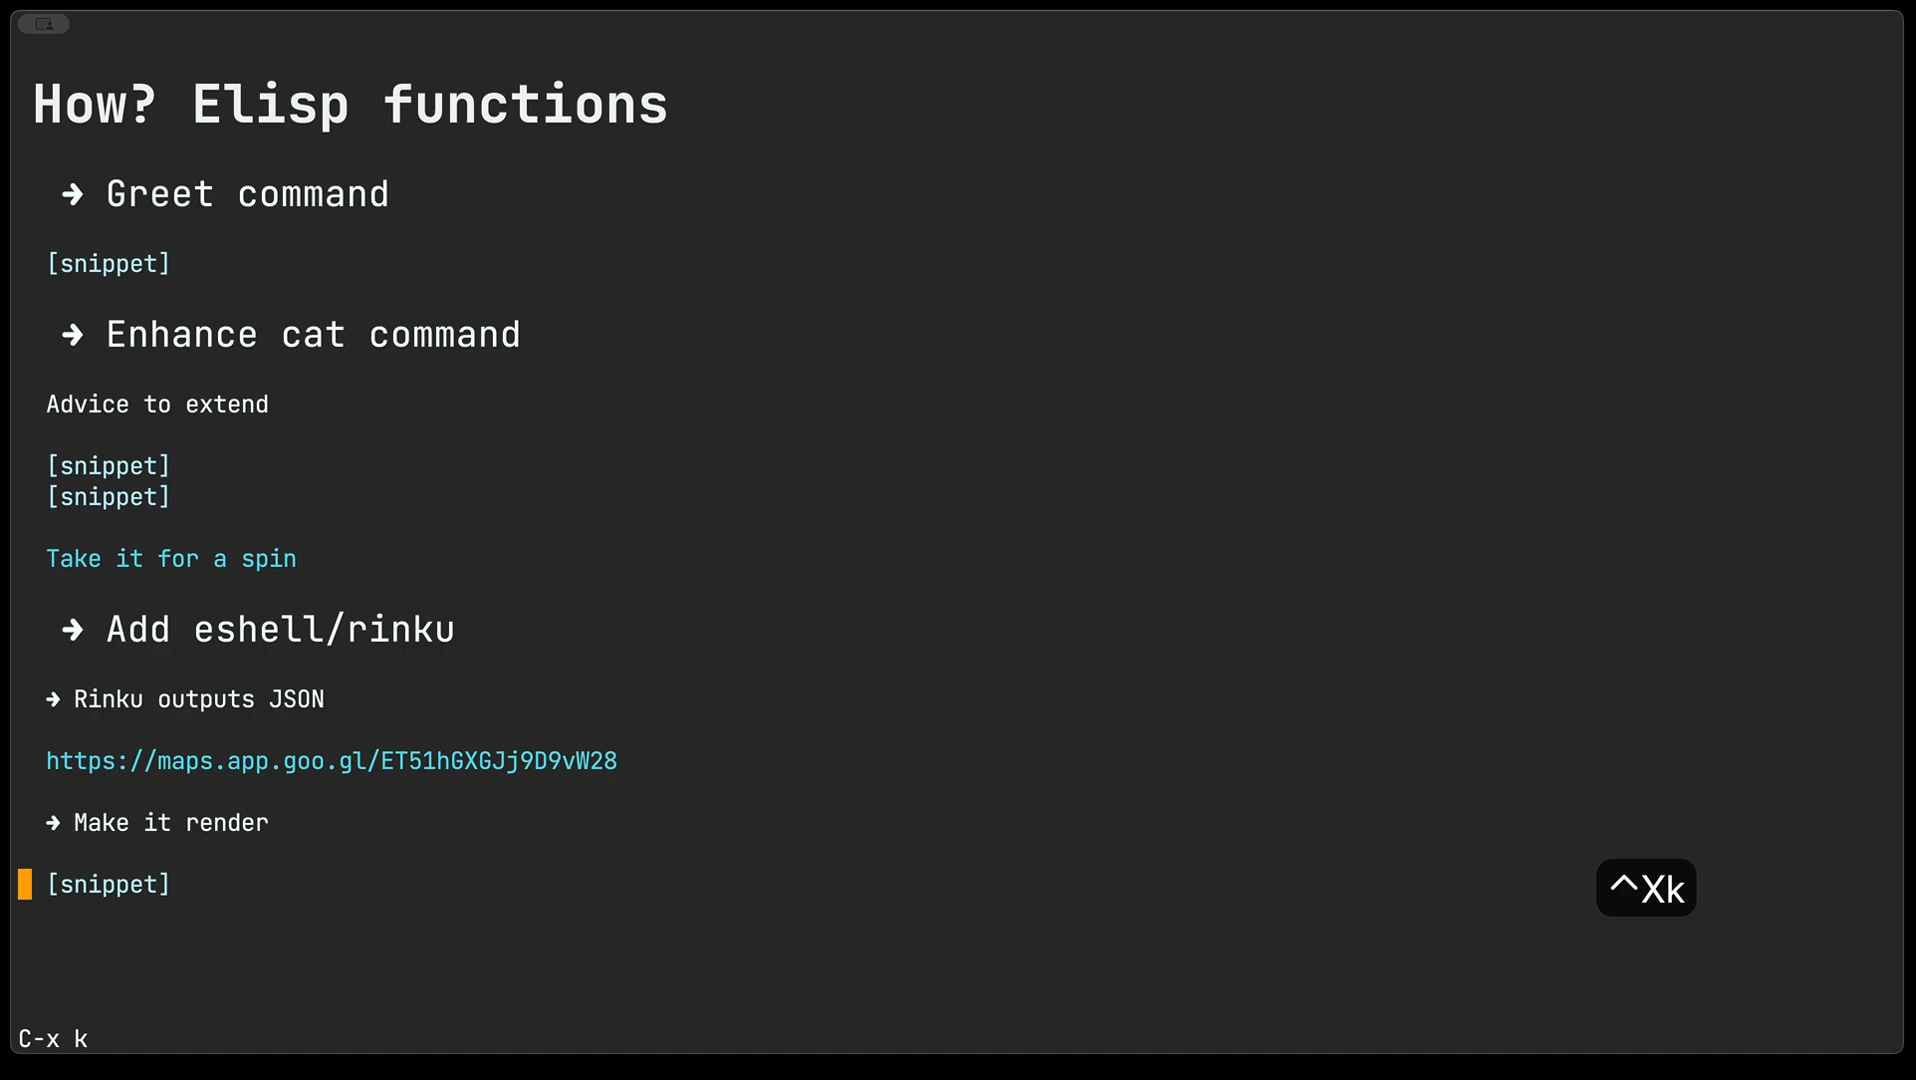 How? Elisp functions
➔ Greet command
[snippet]
➔ Enhance cat command
Advice to extend
[snippet]
[snippet]
Take it for a spin
➔ Add eshell/rinku
➔ Rinku outputs JSON
https://maps.app.goo.gl/ET51hGXGJj9D9vW28
➔ Make it render
[snippet]
^Xk
C-x k